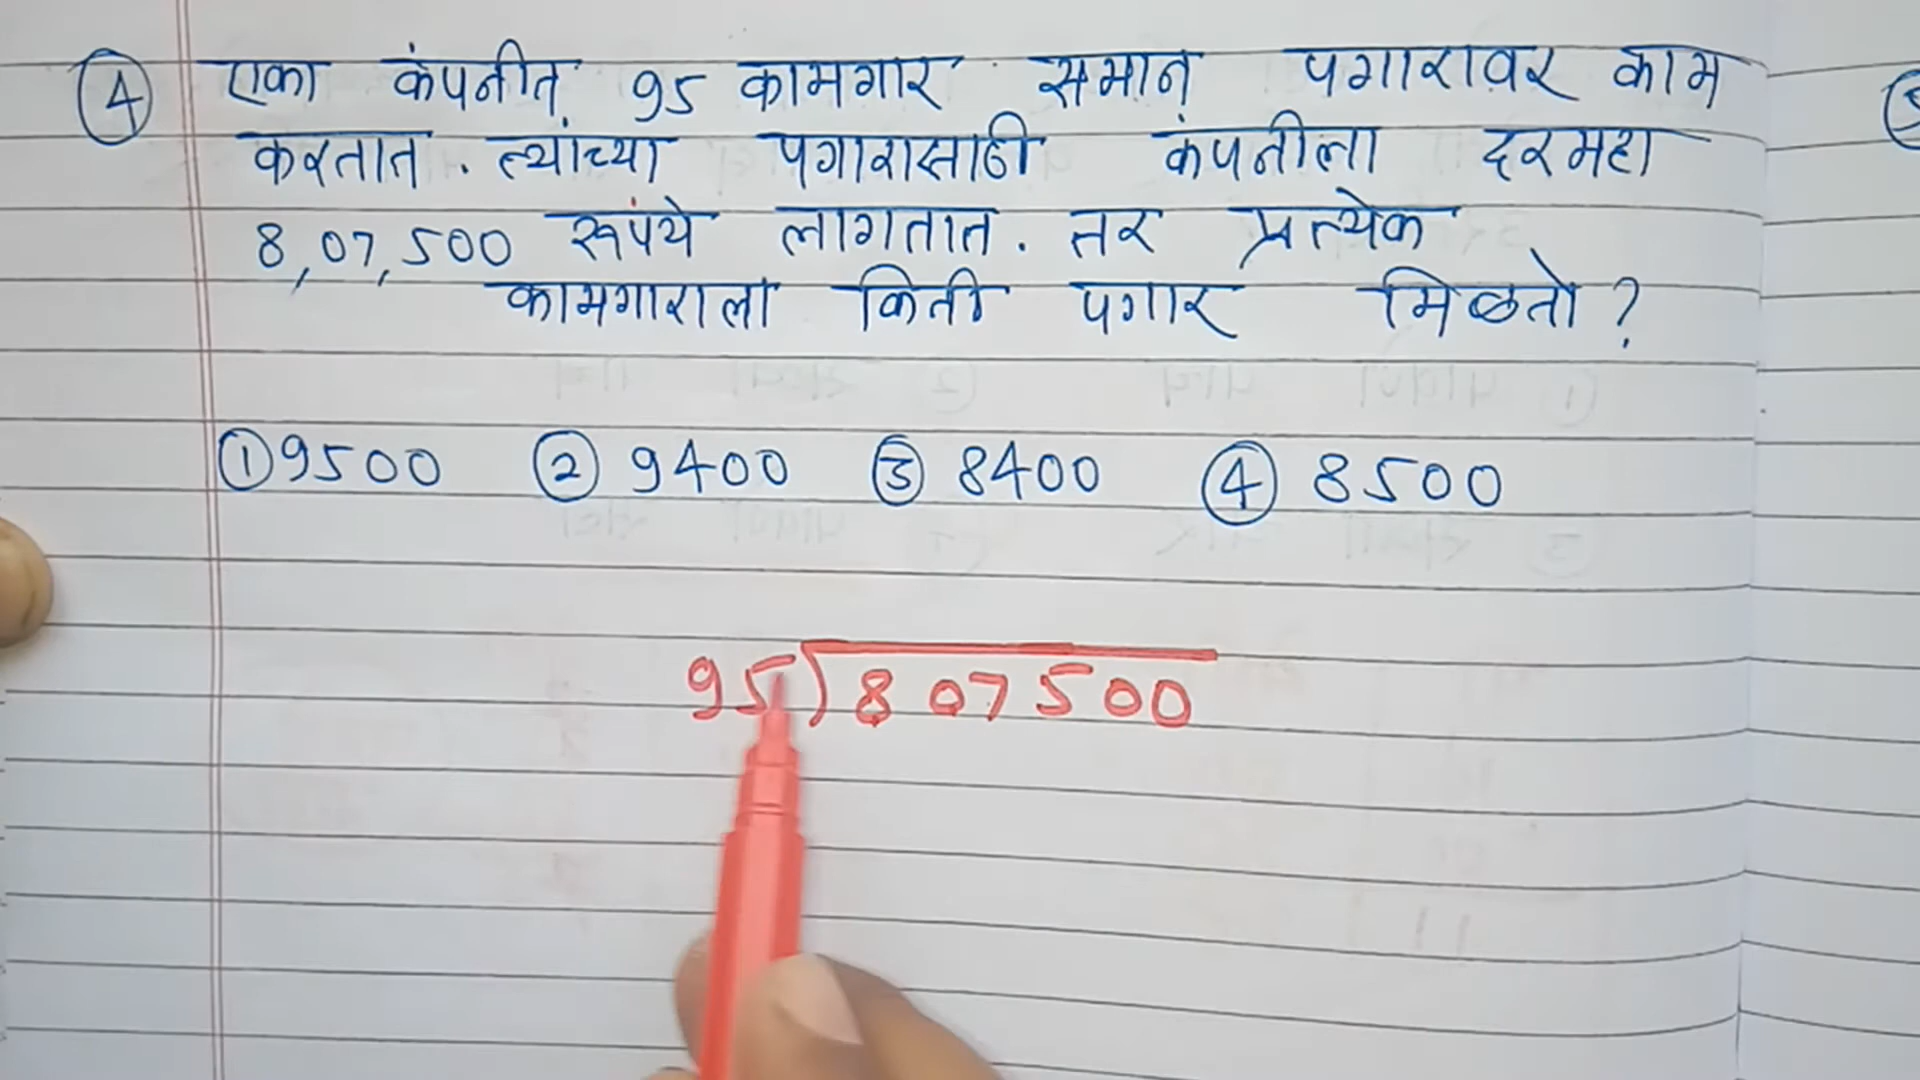 4 एका कंपनीत 95 कामगार समान पगारावर काम
करतात. त्यांच्या पगारासाठी कंपनीला दरमहा
8,07,500 रूपये लागतात. तर प्रत्येक
कामगाराला किती पगार मिळतो?
1 9500 2 9400 3 8400 4 8500
95)807500